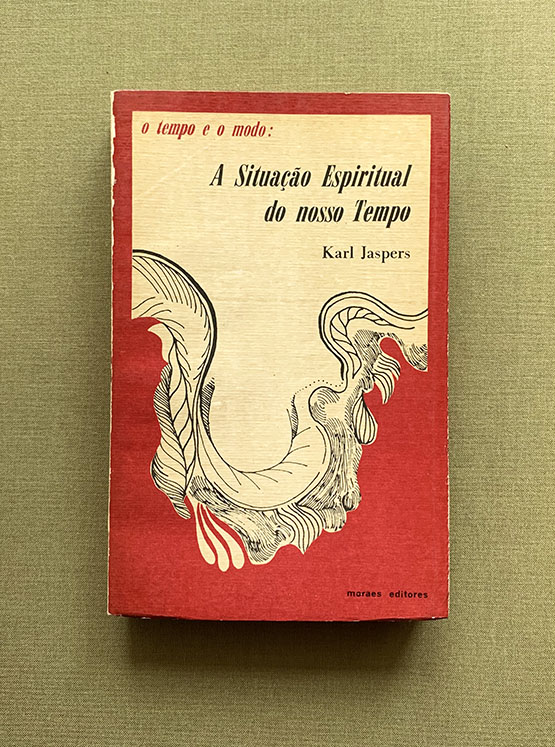 o tempo e o modo:
A Situação Espiritual
do nosso Tempo
Karl Jaspers
moraes editores